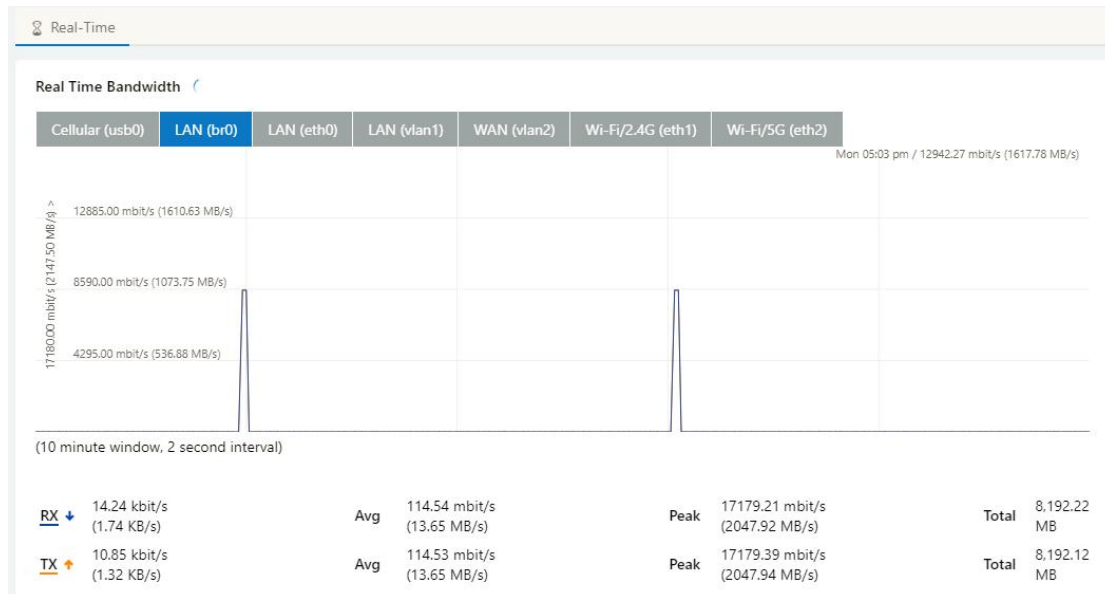 Real-Time
Real Time Bandwidth
Cellular (usb0) LAN (br0) LAN (eth0) LAN (vlan1) WAN (vlan2) Wi-Fi/2.4G (eth1) Wi-Fi/5G (eth2)
Mon 05:03 pm / 12942.27 mbit/s (1617.78 MB/s)
17180.00 mbit/s (2147.50 MB/s) >
12885.00 mbit/s (1610.63 MB/s)
8590.00 mbit/s (1073.75 MB/s)
4295.00 mbit/s (536.88 MB/s)
(10 minute window, 2 second interval)
RX 14.24 kbit/s (1.74 KB/s) Avg 114.54 mbit/s (13.65 MB/s) Peak 17179.21 mbit/s (2047.92 MB/s) Total 8,192.22 MB
TX 10.85 kbit/s (1.32 KB/s) Avg 114.53 mbit/s (13.65 MB/s) Peak 17179.39 mbit/s (2047.94 MB/s) Total 8,192.12 MB